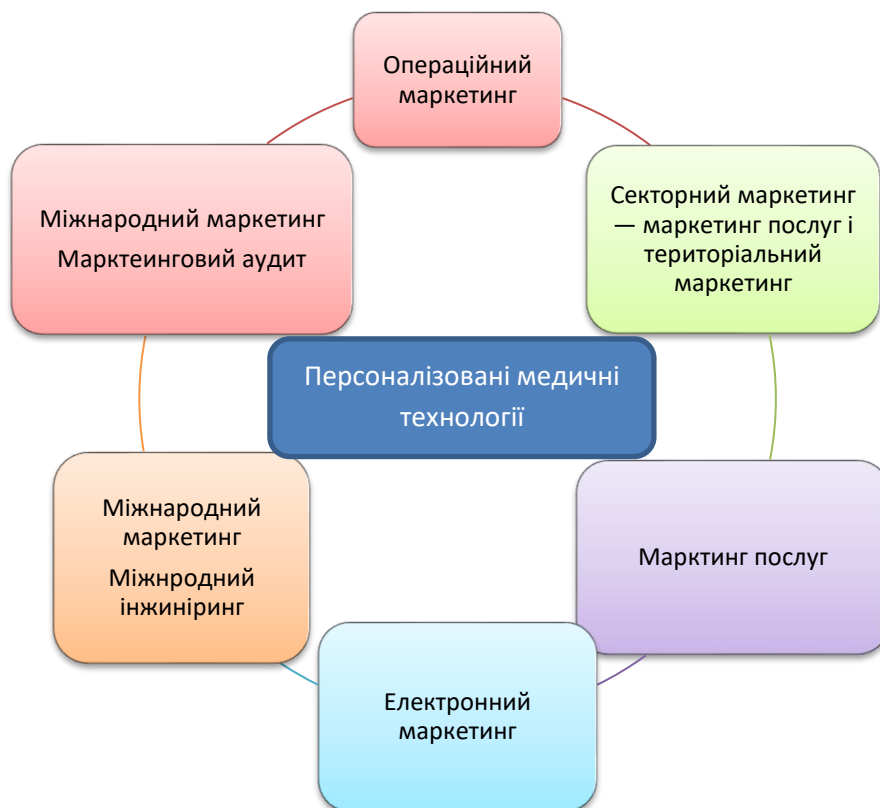 Операційний
маркетинг
Міжнародний маркетинг
Марктеинговий аудит
Секторний маркетинг
— маркетинг послуг і
територіальний
маркетинг
Персоналізовані медичні
технології
Міжнародний
маркетинг
Міжнродний
інжиніринг
Марктинг послуг
Електронний
маркетинг